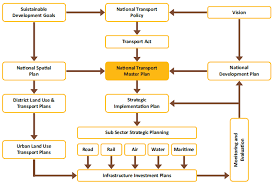 Sulstainable
Development Goals
National Transport
Policy
Vision
Transport Act
National Spatial
Plan
National Transport
Master Plan
National
Development Plan
District Land Use &
Transport Plans
Strategic
Implementation Plan
Sub Sector Strategic Planning
Urban Land Use
Transport Plans
Road
Rail
Air
Water
Maritime
Monitoring and
Evaluation
Infrastructure Investment Plans